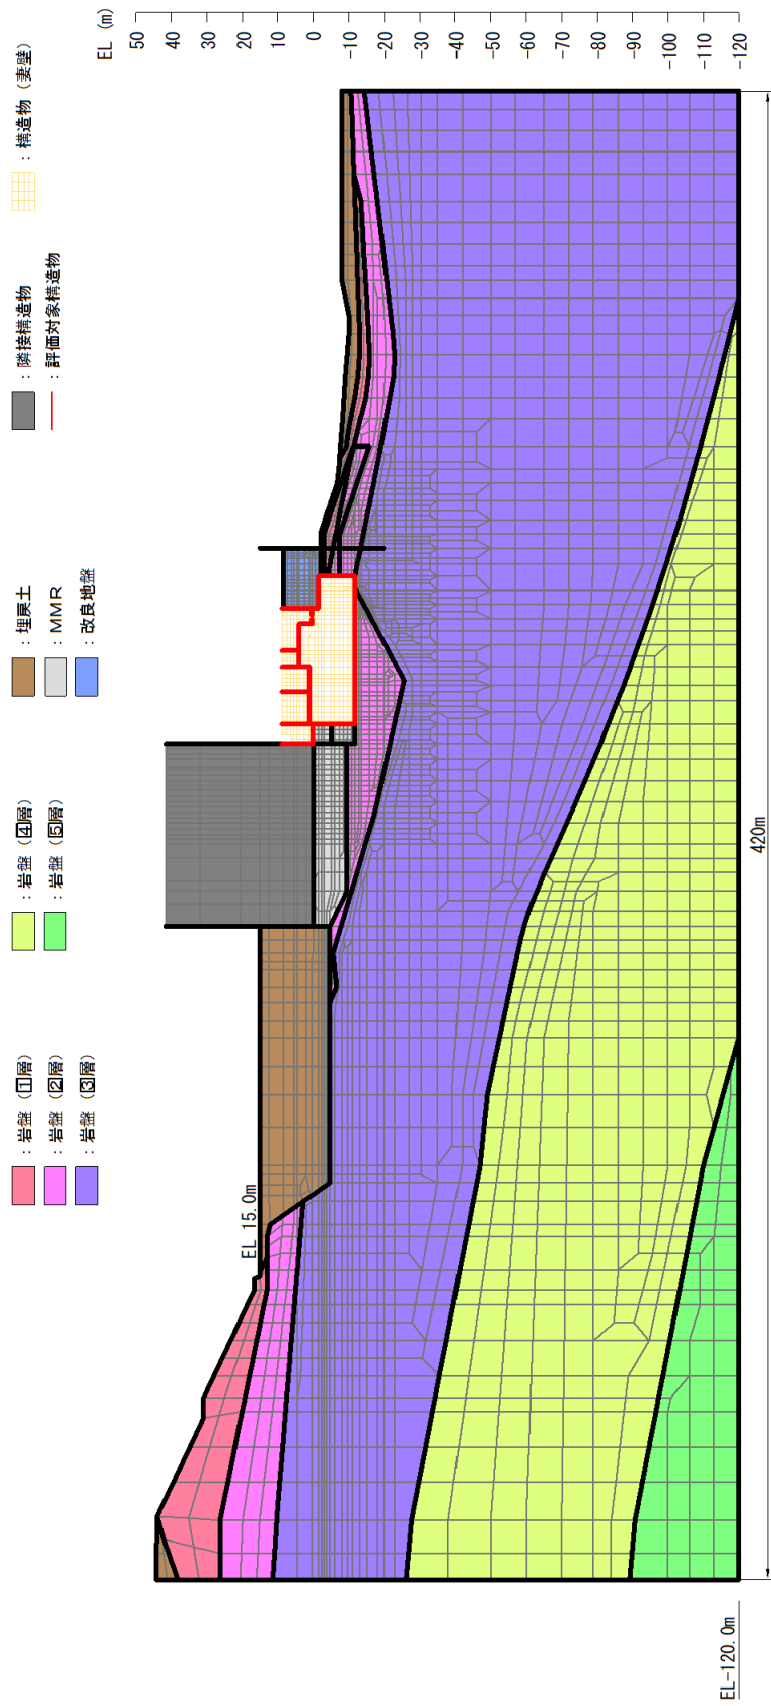 : 岩盤 (①層)
: 岩盤 (②層)
: 岩盤 (③層)
: 岩盤 (④層)
: 岩盤 (⑤層)
: 埋戻土
: MMR
: 改良地盤
: 隣接構造物
: 評価対象構造物
: 構造物 (妻壁)
EL (m)
50
40
30
20
10
0
-10
-20
-30
-40
-50
-60
-70
-80
-90
-100
-110
-120
EL 15.0m
EL-120.0m
420m